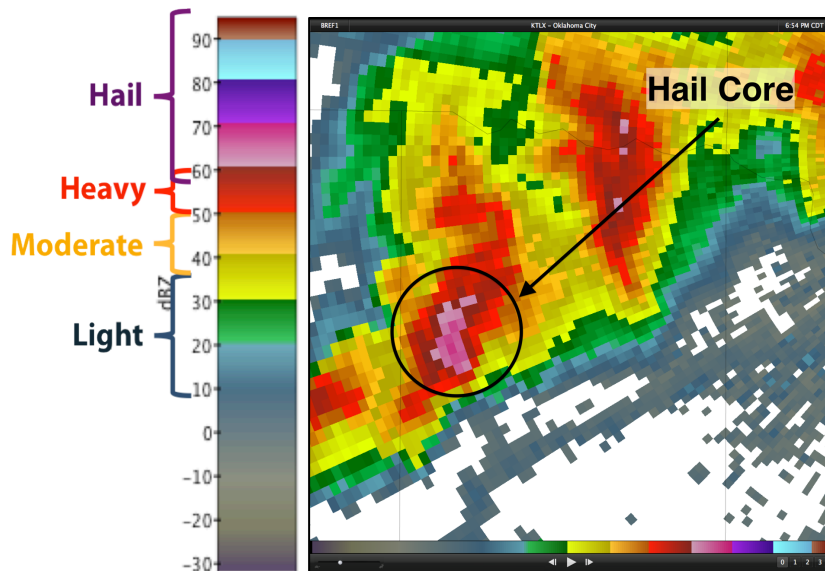 BREF1
KTLX - Oklahoma City
6:54 PM CDT
Hail Core
Hail
Heavy
Moderate
Light
90
80
70
60
50
40
30
20
10
0
-10
-20
-30
dBZ
0 1 2 3